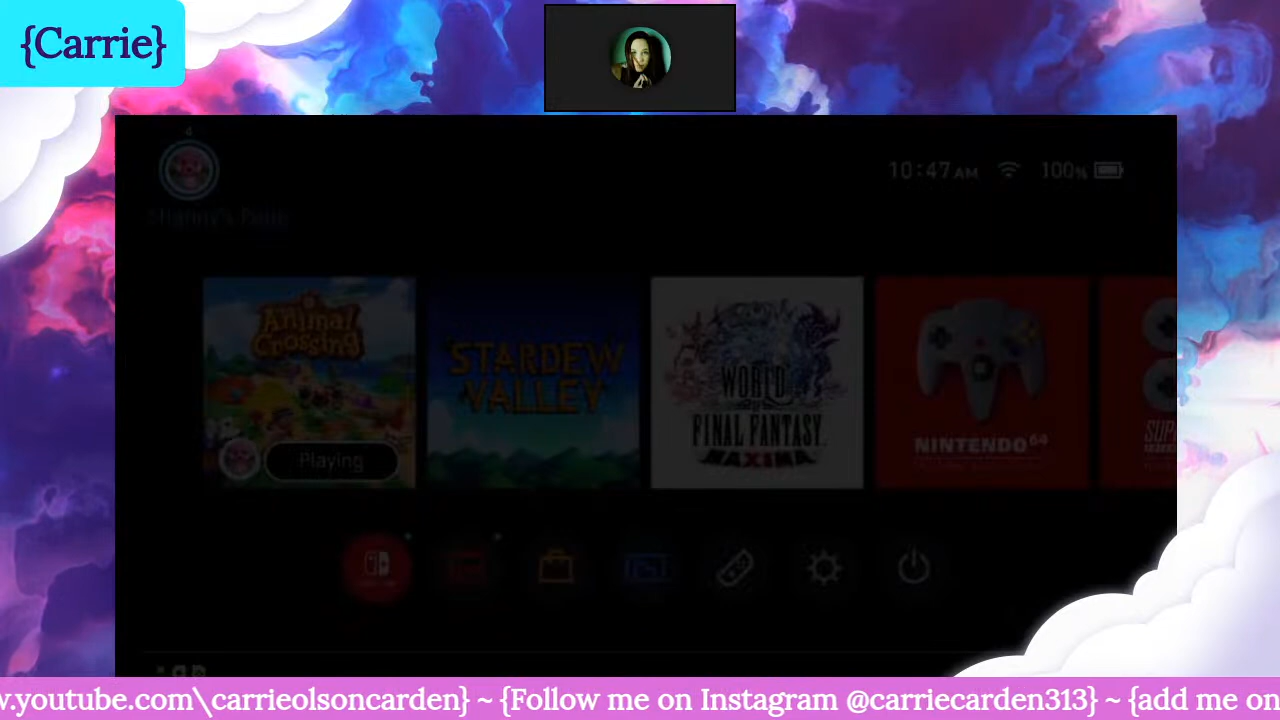 {Carrie}
4
10:47 AM 100%
Animal
Crossing
Playing
STARDEW
VALLEY
WORLD
OF
FINAL FANTASY
MAXIMA
NINTENDO 64
w.youtube.com\carrieolsoncarden} ~ {Follow me on Instagram @carriecarden313} ~ {add me on